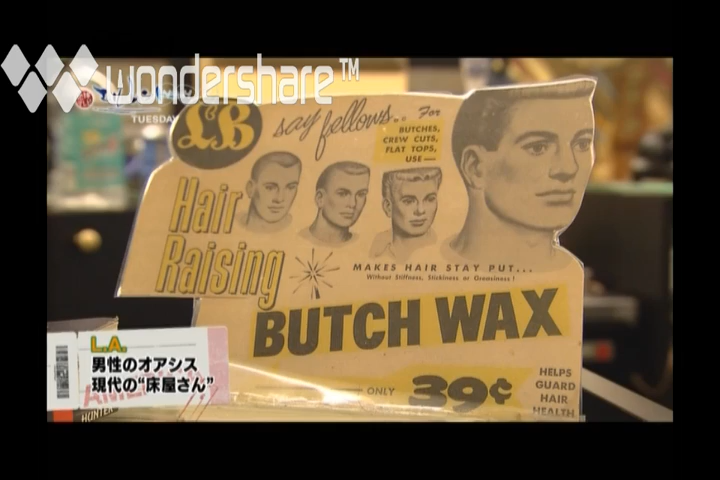 wondershare™
TUESDAY
L&B
say fellows.. For
BUTCHES,
CREW CUTS,
FLAT TOPS,
USE—
Hair
Raising
MAKES HAIR STAY PUT...
Without Stiffness, Stickiness or Greasiness!
BUTCH WAX
ONLY 39¢
HELPS
GUARD
HAIR
HEALTH
L.A.
男性のオアシス
現代の“床屋さん”
HUNTER